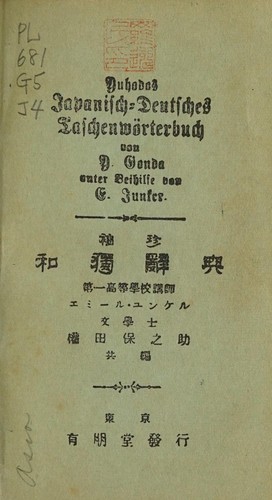 PL
681
.G5
J4
Yuhodos
Japanisch=Deutsches
Taschenwörterbuch
von
Y. Gonda
unter Beihilfe von
E. Junker.
袖珍
和獨辭典
第一高等學校講師
エミール・ユンケル
文學士
權田保之助
共編
東京
有朋堂發行
Asia